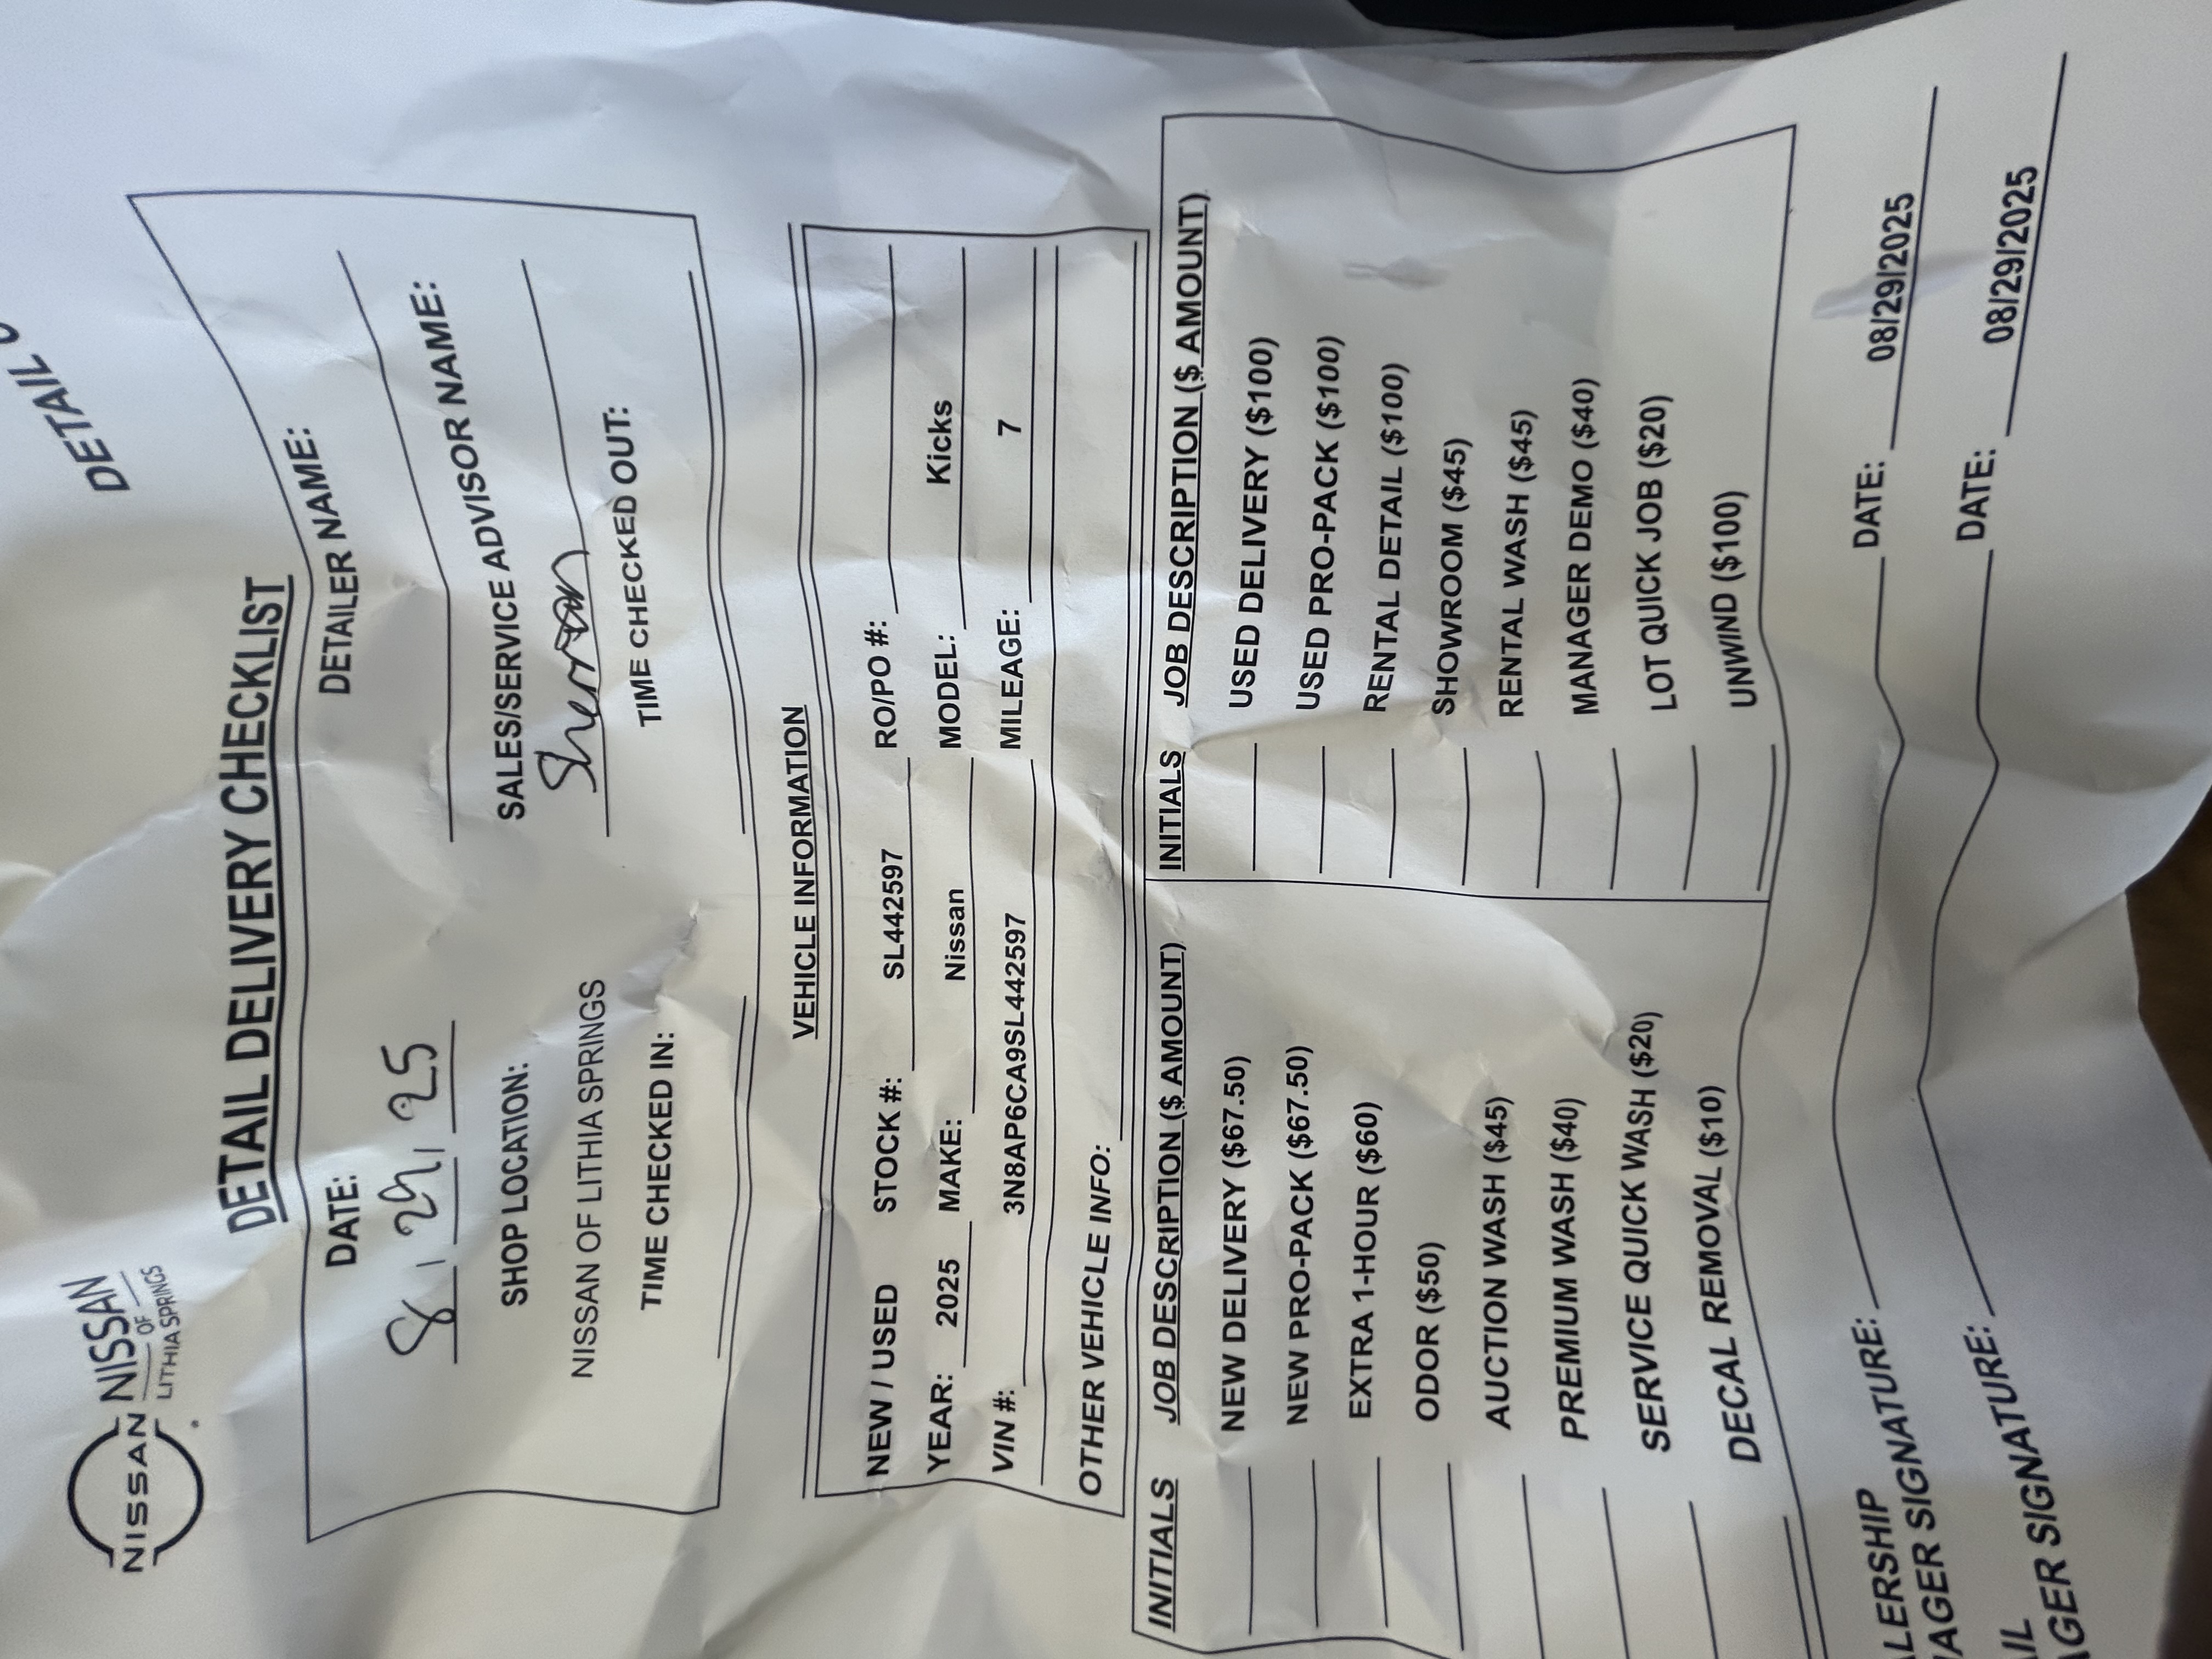 DETAIL
NISSAN NISSAN
OF
LITHIA SPRINGS
DETAIL DELIVERY CHECKLIST
DATE: DETAILER NAME:
8 / 29 / 25
SHOP LOCATION: SALES/SERVICE ADVISOR NAME:
NISSAN OF LITHIA SPRINGS Sherman
TIME CHECKED IN: TIME CHECKED OUT:
VEHICLE INFORMATION
NEW / USED STOCK #: SL442597 RO/PO #:
YEAR: 2025 MAKE: Nissan MODEL: Kicks
VIN #: 3N8AP6CA9SL442597 MILEAGE: 7
OTHER VEHICLE INFO:
INITIALS JOB DESCRIPTION ($ AMOUNT) INITIALS JOB DESCRIPTION ($ AMOUNT)
NEW DELIVERY ($67.50) USED DELIVERY ($100)
NEW PRO-PACK ($67.50) USED PRO-PACK ($100)
EXTRA 1-HOUR ($60) RENTAL DETAIL ($100)
ODOR ($50) SHOWROOM ($45)
AUCTION WASH ($45) RENTAL WASH ($45)
PREMIUM WASH ($40) MANAGER DEMO ($40)
SERVICE QUICK WASH ($20) LOT QUICK JOB ($20)
DECAL REMOVAL ($10) UNWIND ($100)
ALERSHIP
AGER SIGNATURE: DATE: 08/29/2025
AIL
AGER SIGNATURE: DATE: 08/29/2025